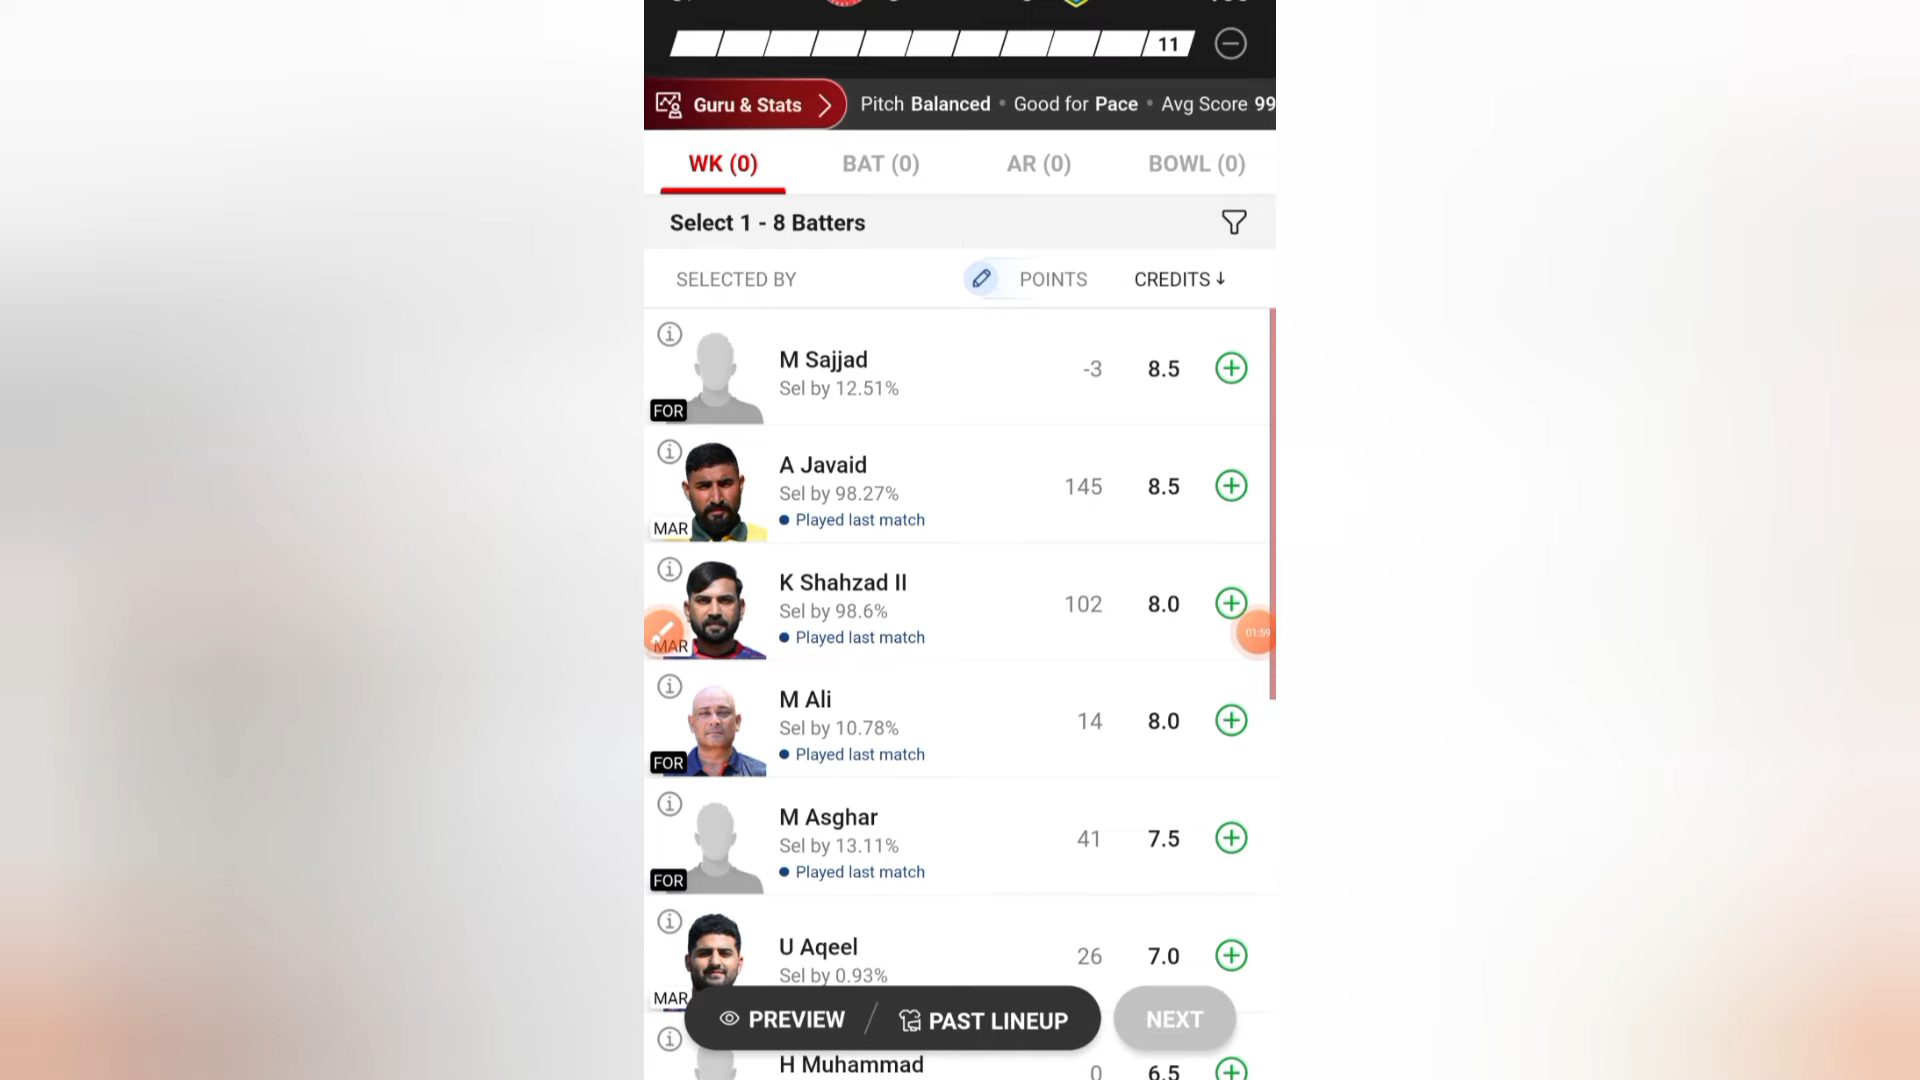 11
Guru & Stats
Pitch Balanced • Good for Pace • Avg Score 99
WK (0) BAT (0) AR (0) BOWL (0)
Select 1 - 8 Batters
SELECTED BY POINTS CREDITS ↓
M Sajjad
Sel by 12.51%
-3 8.5
FOR
A Javaid
Sel by 98.27%
Played last match
145 8.5
MAR
K Shahzad II
Sel by 98.6%
Played last match
102 8.0
MAR
01:59
M Ali
Sel by 10.78%
Played last match
14 8.0
FOR
M Asghar
Sel by 13.11%
Played last match
41 7.5
FOR
U Aqeel
Sel by 0.93%
26 7.0
MAR
PREVIEW / PAST LINEUP
NEXT
H Muhammad
0 6.5